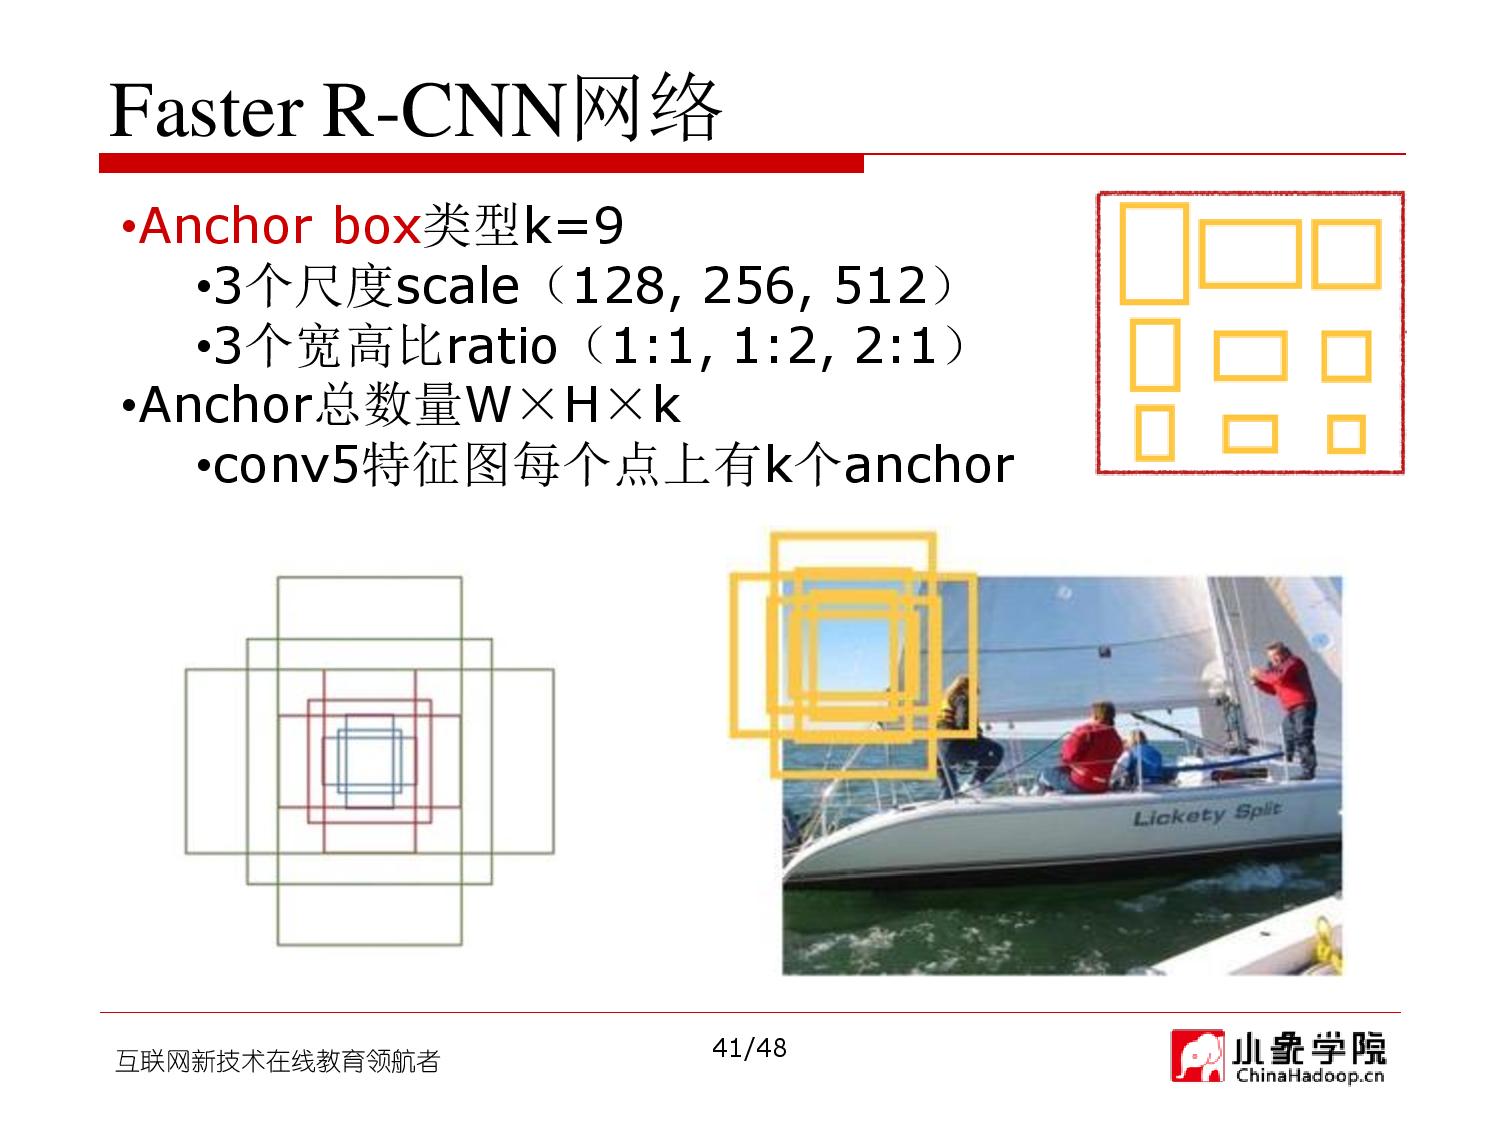 Faster R-CNN网络
•Anchor box类型k=9
•3个尺度scale（128, 256, 512）
•3个宽高比ratio（1:1, 1:2, 2:1）
•Anchor总数量W×H×k
•conv5特征图每个点上有k个anchor
Lickety Split
互联网新技术在线教育领航者
41/48
小象学院
ChinaHadoop.cn